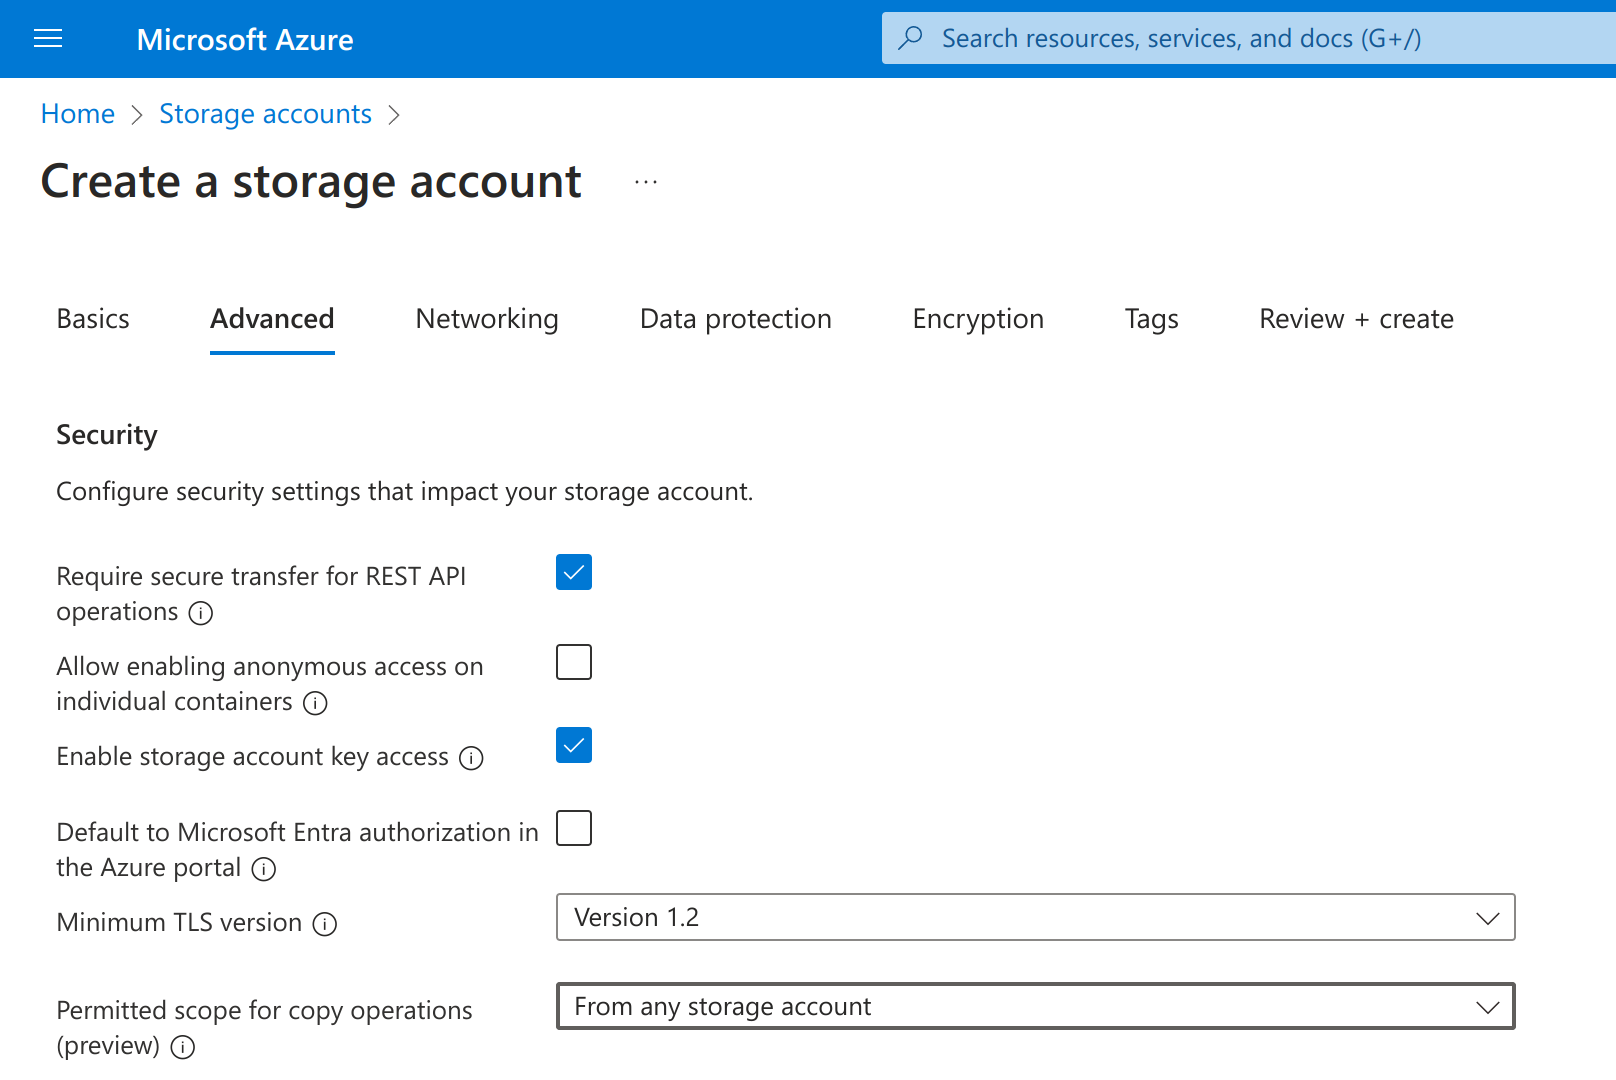 Microsoft Azure
Search resources, services, and docs (G+/)
Home > Storage accounts >
Create a storage account ...
Basics Advanced Networking Data protection Encryption Tags Review + create
Security
Configure security settings that impact your storage account.
Require secure transfer for REST API
operations
Allow enabling anonymous access on
individual containers
Enable storage account key access
Default to Microsoft Entra authorization in
the Azure portal
Minimum TLS version
Version 1.2
Permitted scope for copy operations
(preview)
From any storage account